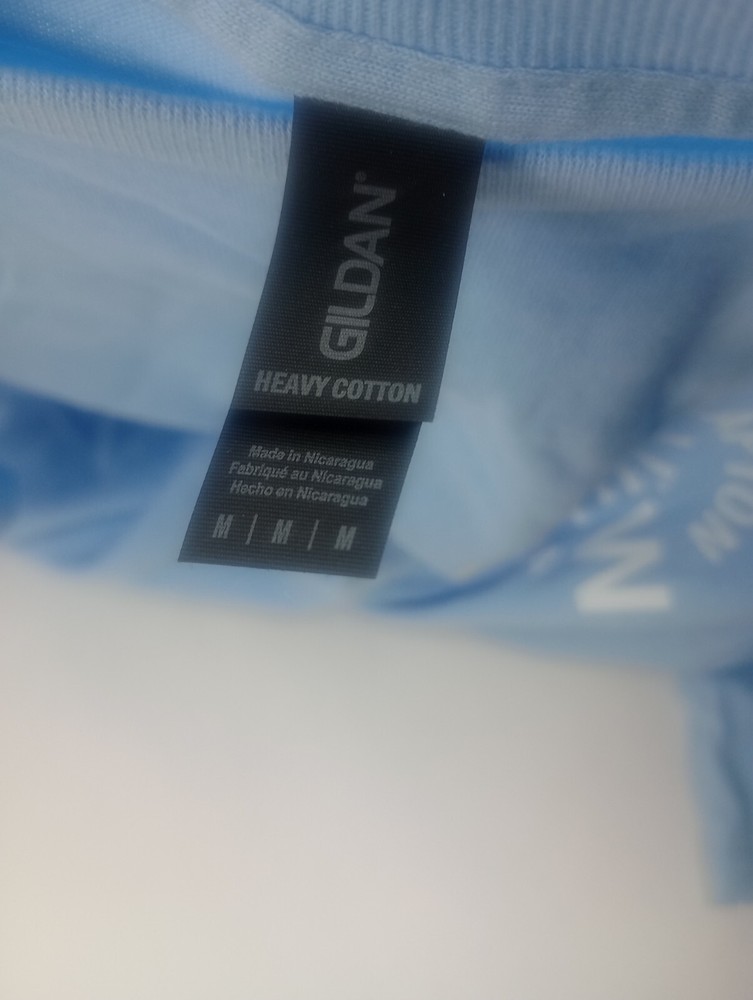 GILDAN®
HEAVY COTTON
Made in Nicaragua
Fabriqué au Nicaragua
Hecho en Nicaragua
M | M | M